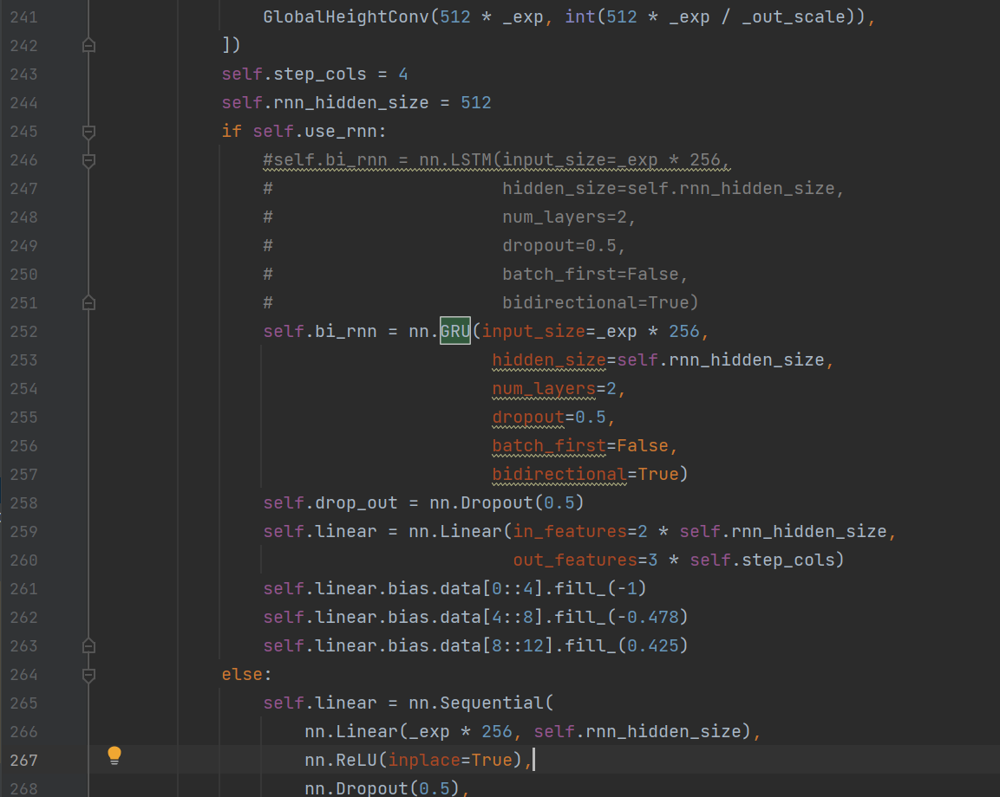 241 GlobalHeightConv(512 * _exp, int(512 * _exp / _out_scale)),
242 ])
243 self.step_cols = 4
244 self.rnn_hidden_size = 512
245 if self.use_rnn:
246 #self.bi_rnn = nn.LSTM(input_size=_exp * 256,
247 # hidden_size=self.rnn_hidden_size,
248 # num_layers=2,
249 # dropout=0.5,
250 # batch_first=False,
251 # bidirectional=True)
252 self.bi_rnn = nn.GRU(input_size=_exp * 256,
253 hidden_size=self.rnn_hidden_size,
254 num_layers=2,
255 dropout=0.5,
256 batch_first=False,
257 bidirectional=True)
258 self.drop_out = nn.Dropout(0.5)
259 self.linear = nn.Linear(in_features=2 * self.rnn_hidden_size,
260 out_features=3 * self.step_cols)
261 self.linear.bias.data[0::4].fill_(-1)
262 self.linear.bias.data[4::8].fill_(-0.478)
263 self.linear.bias.data[8::12].fill_(0.425)
264 else:
265 self.linear = nn.Sequential(
266 nn.Linear(_exp * 256, self.rnn_hidden_size),
267 nn.ReLU(inplace=True),
268 nn.Dropout(0.5),